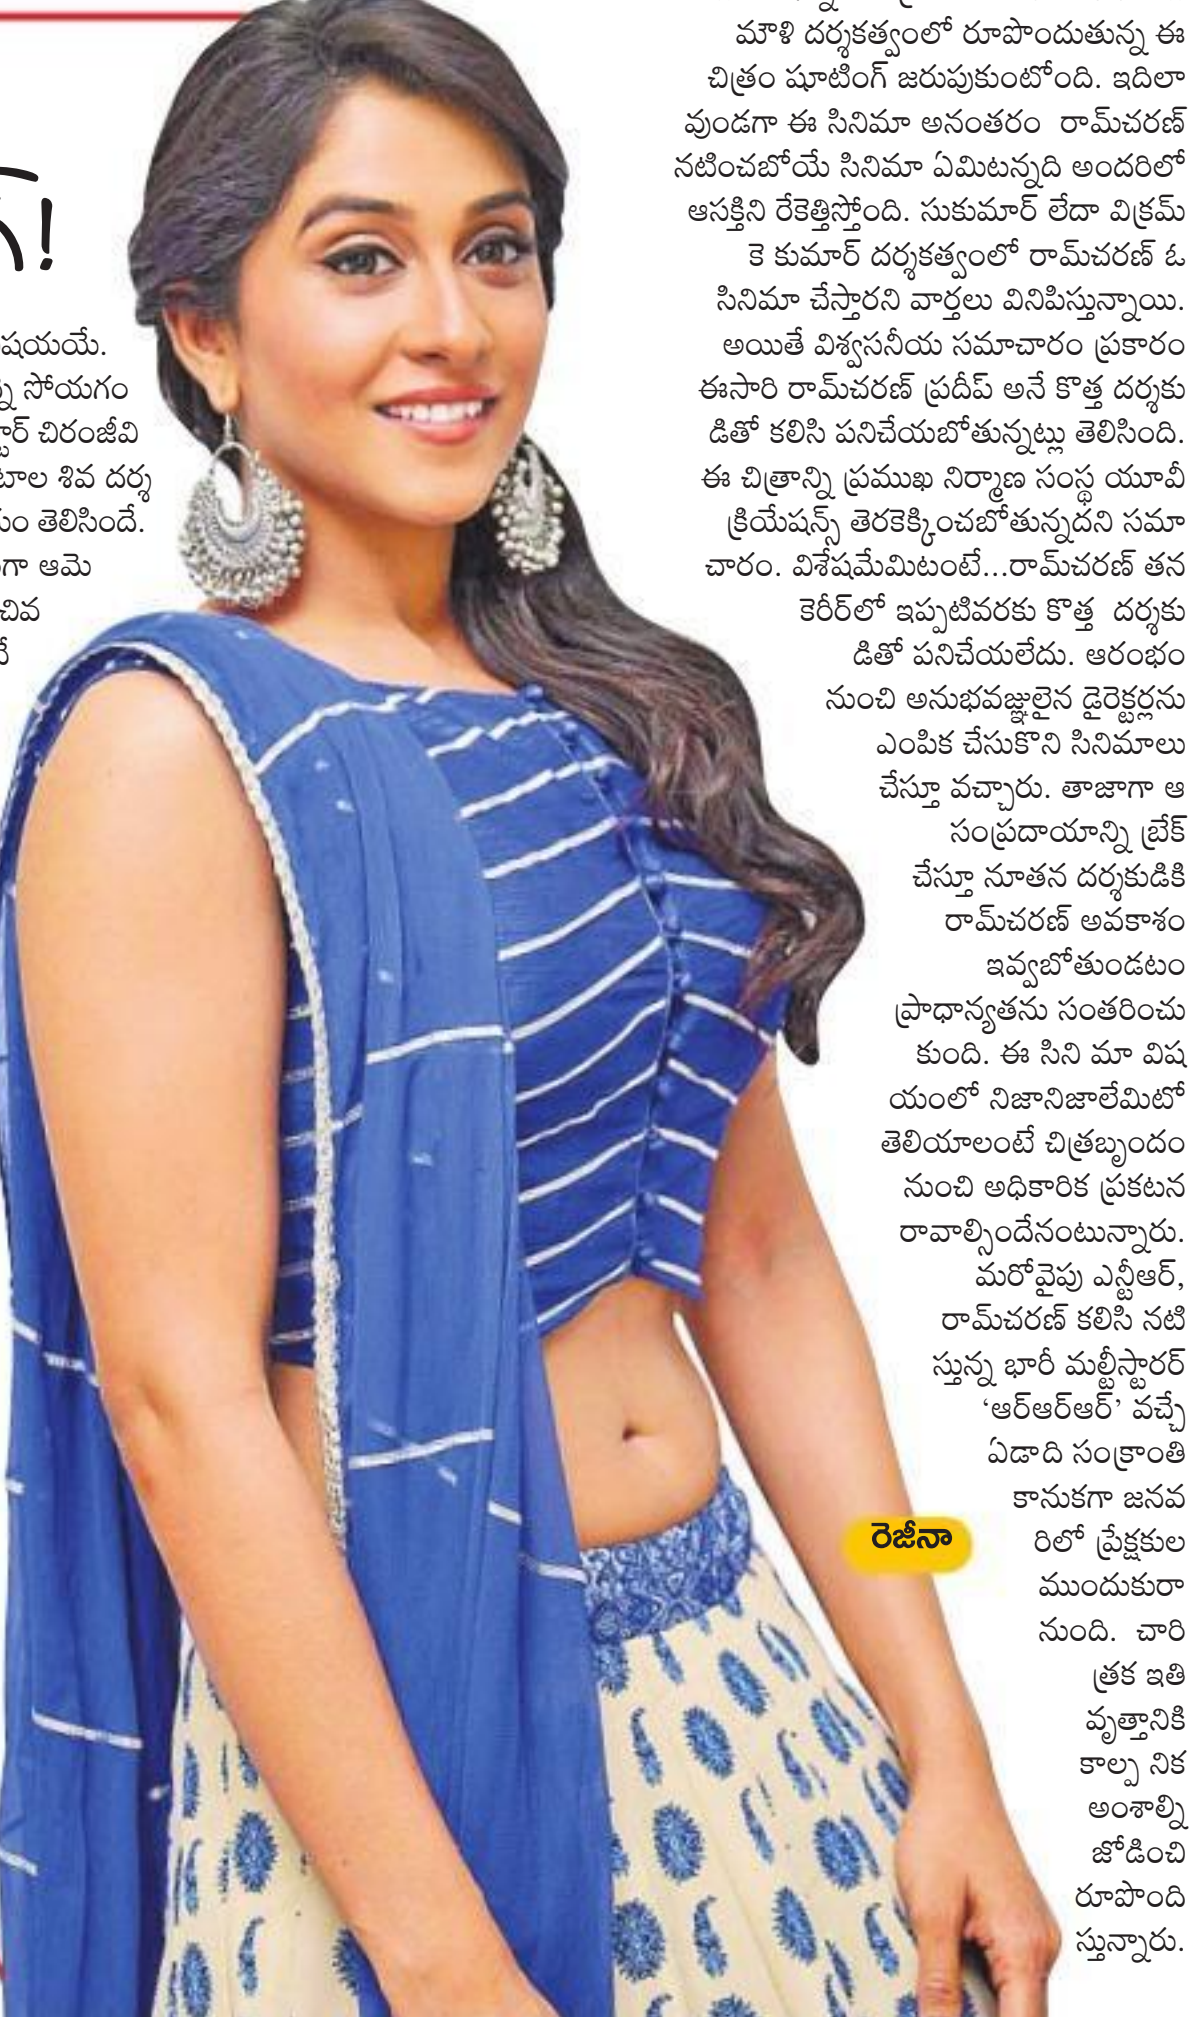 !
షయయే.
న్ని సోయగం
స్టార్ చిరంజీవి
టాల శివ దర్శ
యం తెలిసిందే.
గా ఆమె
చివ
మౌళి దర్శకత్వంలో రూపొందుతున్న ఈ
చిత్రం షూటింగ్ జరుపుకుంటోంది. ఇదిలా
వుండగా ఈ సినిమా అనంతరం రామ్‌చరణ్
నటించబోయే సినిమా ఏమిటన్నది అందరిలో
ఆసక్తిని రేకెత్తిస్తోంది. సుకుమార్ లేదా విక్రమ్
కె కుమార్ దర్శకత్వంలో రామ్‌చరణ్ ఓ
సినిమా చేస్తారని వార్తలు వినిపిస్తున్నాయి.
అయితే విశ్వసనీయ సమాచారం ప్రకారం
ఈసారి రామ్‌చరణ్ ప్రదీప్ అనే కొత్త దర్శకు
డితో కలిసి పనిచేయబోతున్నట్లు తెలిసింది.
ఈ చిత్రాన్ని ప్రముఖ నిర్మాణ సంస్థ యూవీ
క్రియేషన్స్ తెరకెక్కించబోతున్నదని సమా
చారం. విశేషమేమిటంటే...రామ్‌చరణ్ తన
కెరీర్‌లో ఇప్పటివరకు కొత్త దర్శకు
డితో పనిచేయలేదు. ఆరంభం
నుంచి అనుభవజ్ఞులైన డైరెక్టర్లను
ఎంపిక చేసుకొని సినిమాలు
చేస్తూ వచ్చారు. తాజాగా ఆ
సంప్రదాయాన్ని బ్రేక్
చేస్తూ నూతన దర్శకుడికి
రామ్‌చరణ్ అవకాశం
ఇవ్వబోతుండటం
ప్రాధాన్యతను సంతరించు
కుంది. ఈ సిని మా విష
యంలో నిజానిజాలేమిటో
తెలియాలంటే చిత్రబృందం
నుంచి అధికారిక ప్రకటన
రావాల్సిందేనంటున్నారు.
మరోవైపు ఎన్టీఆర్,
రామ్‌చరణ్ కలిసి నటి
స్తున్న భారీ మల్టీస్టారర్
‘ఆర్ఆర్ఆర్’ వచ్చే
ఏడాది సంక్రాంతి
కానుకగా జనవ
రిలో ప్రేక్షకుల
ముందుకురా
నుంది. చారి
త్రక ఇతి
వృత్తానికి
కాల్ప నిక
అంశాల్ని
జోడించి
రూపొంది
స్తున్నారు.
రెజీనా